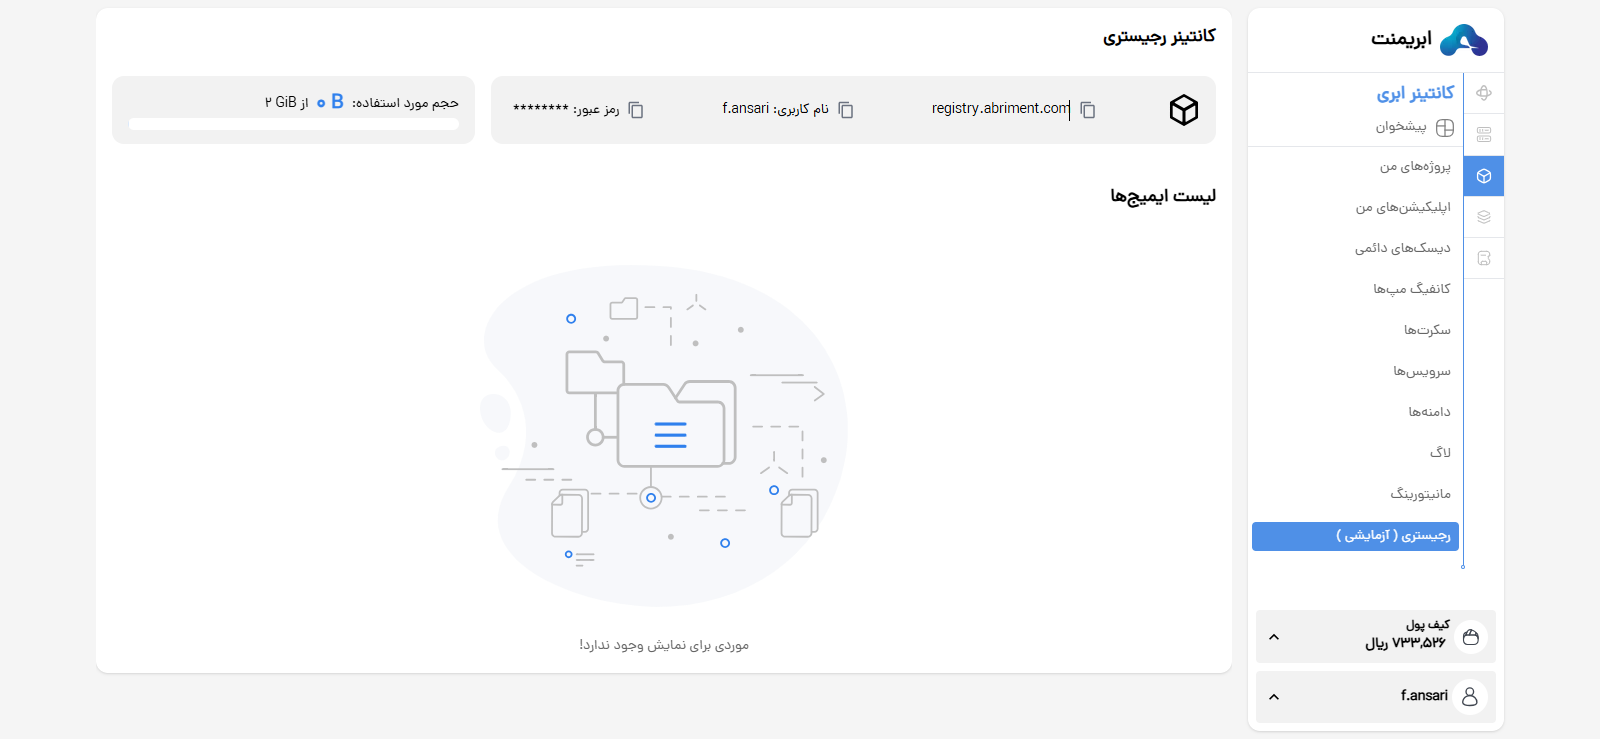 ابریمنت
کانتینر ابری
پیشخوان
پروژه‌های من
اپلیکیشن‌های من
دیسک‌های دائمی
کانفیگ مپ‌ها
سکرت‌ها
سرویس‌ها
دامنه‌ها
لاگ
مانیتورینگ
رجیستری ( آزمایشی )
کیف پول
۷۳۳,۵۲۶ ریال
f.ansari
کانتینر رجیستری
registry.abriment.com
نام کاربری: f.ansari
رمز عبور: ********
حجم مورد استفاده: ۰ B از ۲ GiB
لیست ایمیج‌ها
موردی برای نمایش وجود ندارد!